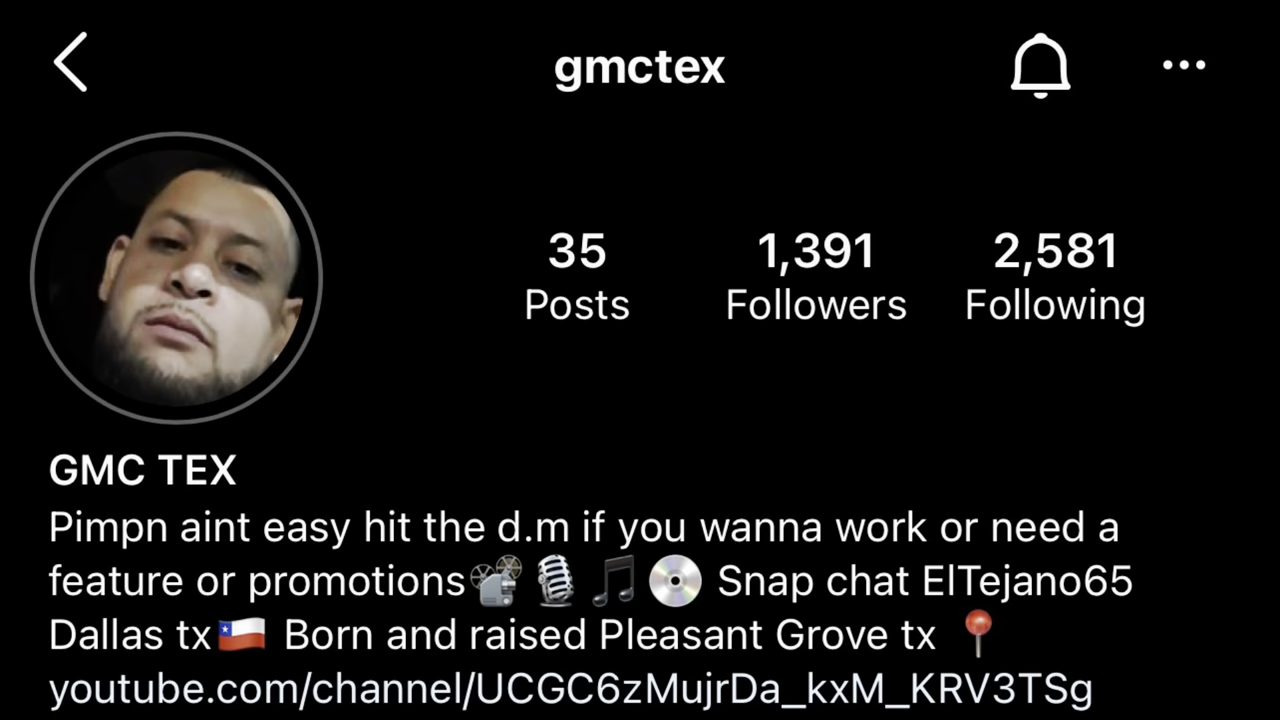 gmctex
35 1,391 2,581
Posts Followers Following
GMC TEX
Pimpn aint easy hit the d.m if you wanna work or need a
feature or promotions📽️🎙️🎵💿 Snap chat ElTejano65
Dallas tx🇨🇱 Born and raised Pleasant Grove tx 📍
youtube.com/channel/UCGC6zMujrDa_kxM_KRV3TSg